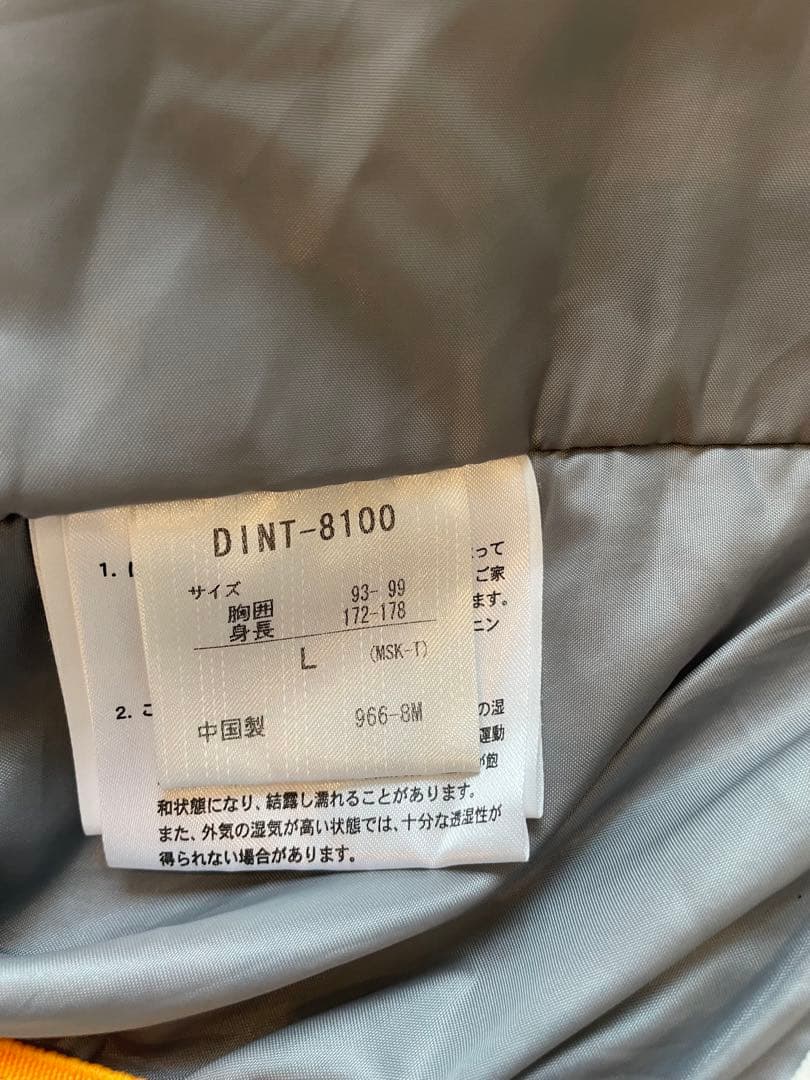 DINT-8100
サイズ
胸囲 93-99
身長 172-178
L (MSK-T)
中国製 966-8M
1.
って
ご家
ます。
ニン
2. こ
の湿
運動
が飽
和状態になり、結露し濡れることがあります。
また、外気の湿気が高い状態では、十分な透湿性が
得られない場合があります。